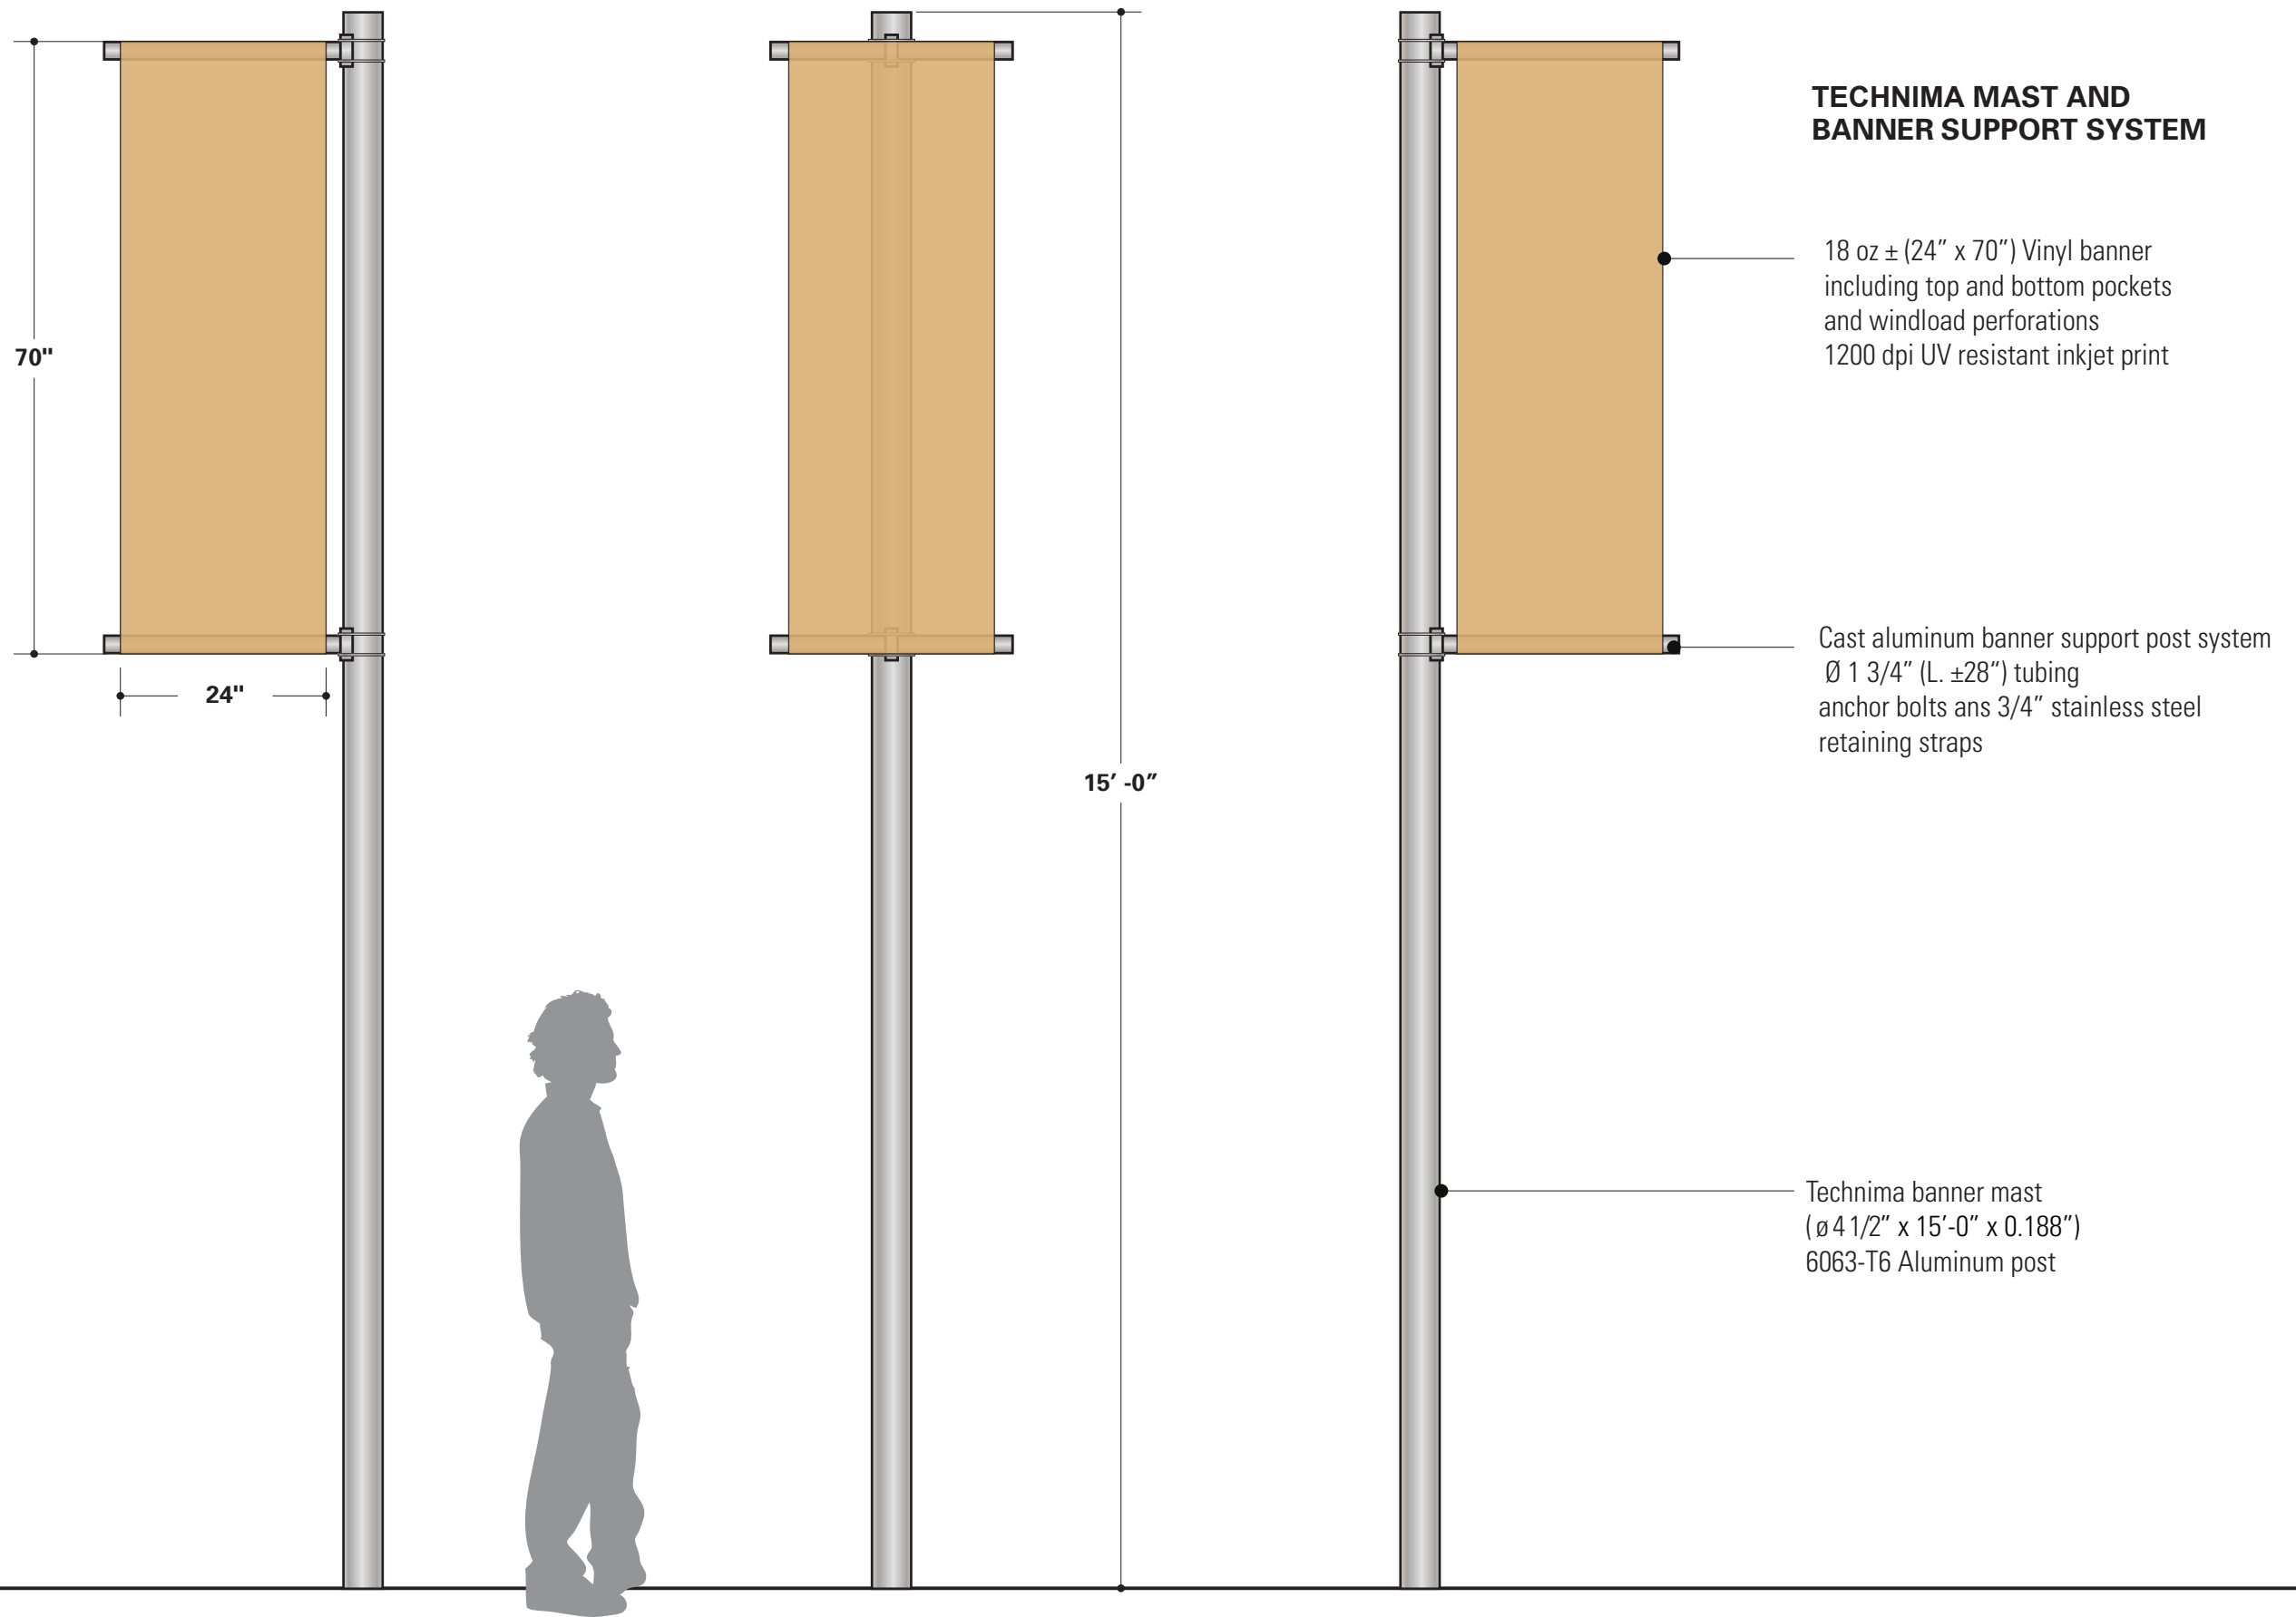 TECHNIMA MAST AND
BANNER SUPPORT SYSTEM
18 oz ± (24” x 70”) Vinyl banner
including top and bottom pockets
and windload perforations
1200 dpi UV resistant inkjet print
70"
Cast aluminum banner support post system
Ø 1 3/4” (L. ±28“) tubing
anchor bolts ans 3/4” stainless steel
retaining straps
24"
15’ -0”
Technima banner mast
( ø 4 1/2” x 15’-0” x 0.188”)
6063-T6 Aluminum post